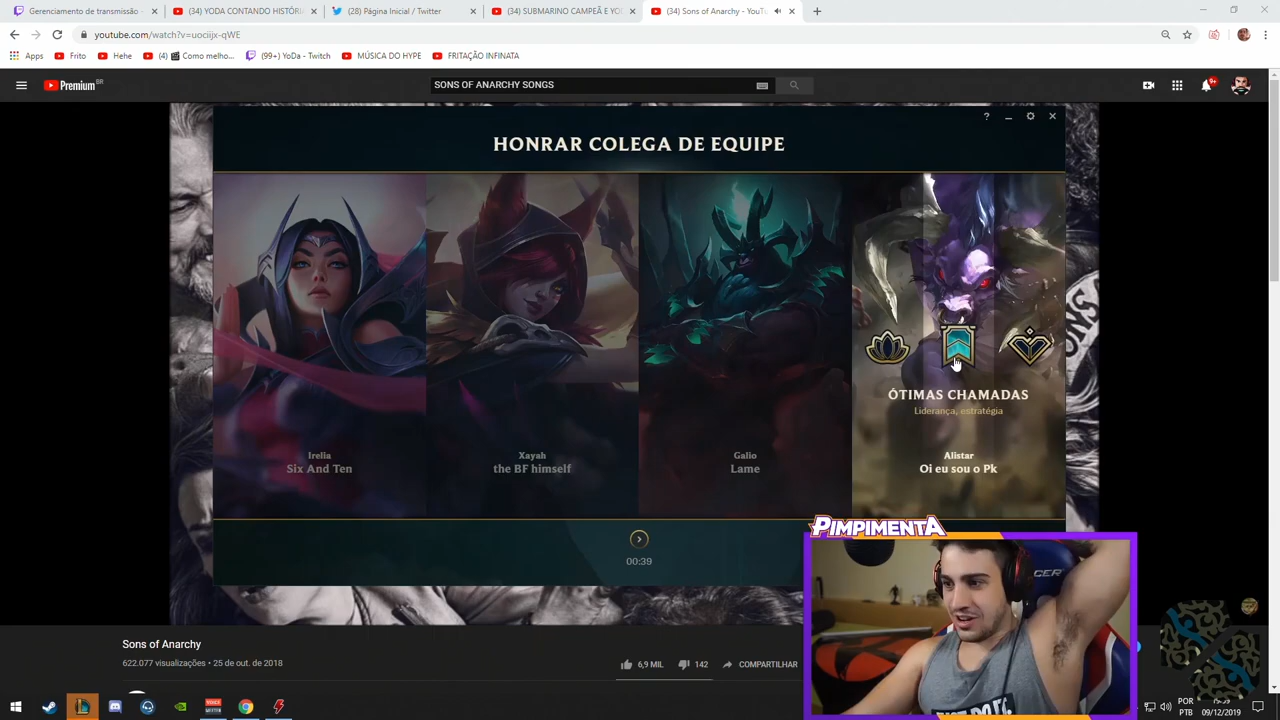 Gerenciamento de transmissão -
(34) YODA CONTANDO HISTÓRI
(28) Página Inicial / Twitter
(34) SUBMARINO CAMPEÃ E YO
(34) Sons of Anarchy - YouTu
youtube.com/watch?v=uociijx-qWE
Apps
Frito
Hehe
(4) Como melho...
(99+) YoDa - Twitch
MÚSICA DO HYPE
FRITAÇÃO INFINATA
Premium BR
SONS OF ANARCHY SONGS
9+
HONRAR COLEGA DE EQUIPE
ÓTIMAS CHAMADAS
Liderança, estratégia
Irelia
Six And Ten
Xayah
the BF himself
Galio
Lame
Alistar
Oi eu sou o Pk
00:39
PIMPIMENTA
Sons of Anarchy
622.077 visualizações • 25 de out. de 2018
6,9 MIL
142
COMPARTILHAR
POR
PTB
09/12/2019